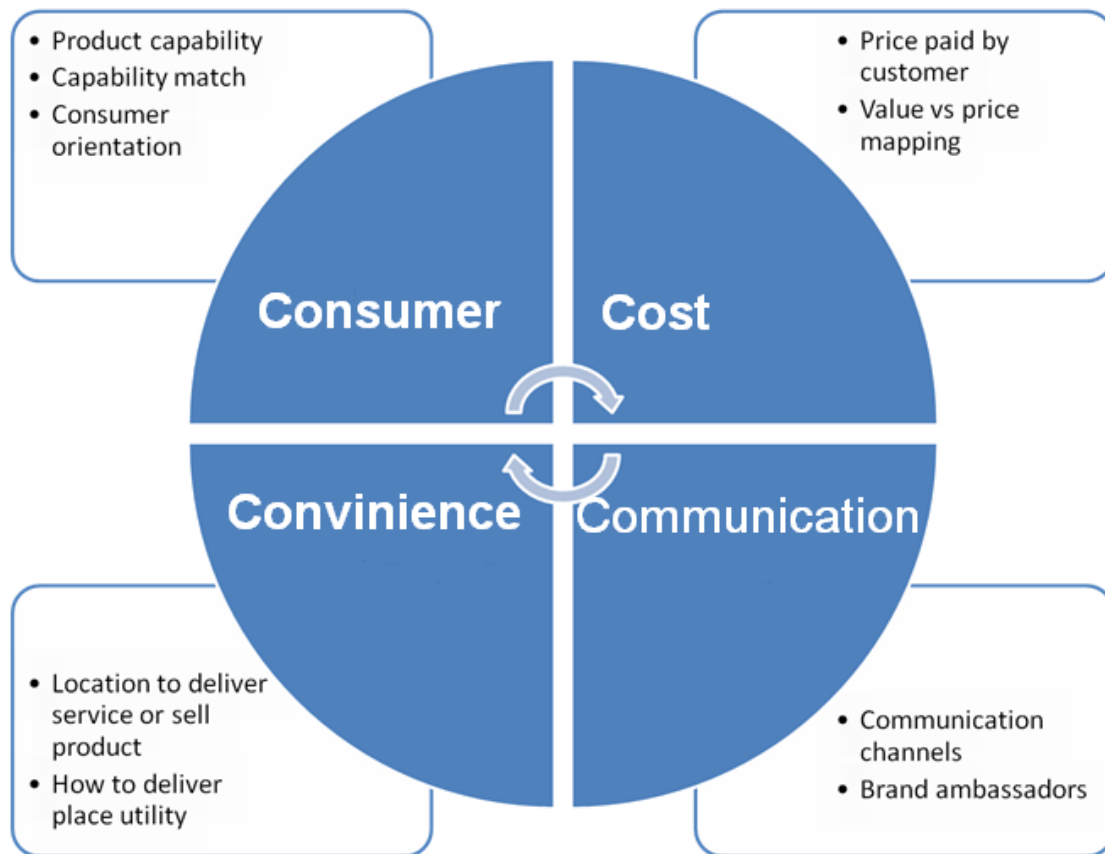 • Product capability
• Capability match
• Consumer
orientation
• Price paid by
customer
• Value vs price
mapping
Consumer
Cost
Convinience
Communication
• Location to deliver
service or sell
product
• How to deliver
place utility
• Communication
channels
• Brand ambassadors